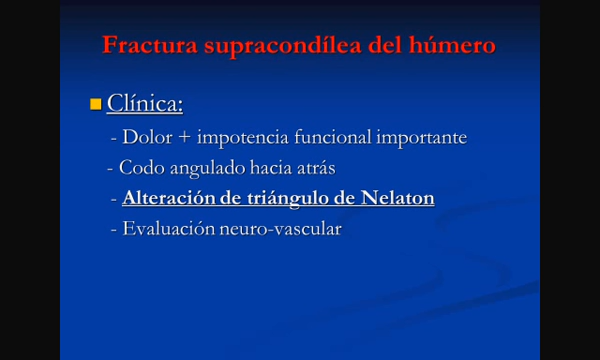 Fractura supracondílea del húmero
Clínica:
- Dolor + impotencia funcional importante
- Codo angulado hacia atrás
- Alteración de triángulo de Nelaton
- Evaluación neuro-vascular